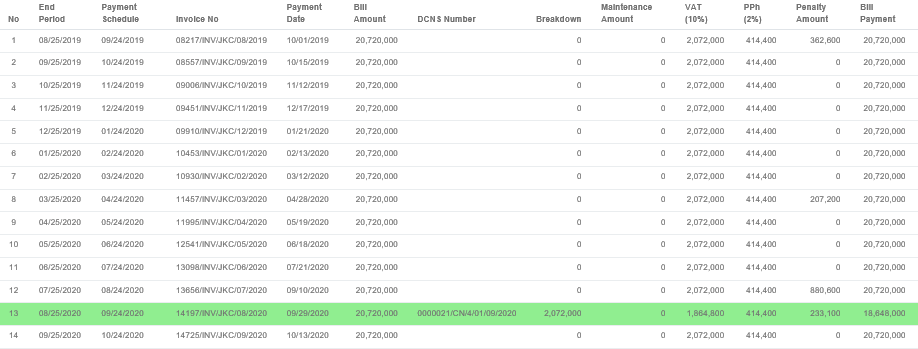 No End Period Payment Schedule Invoice No Payment Date Bill Amount DCNS Number Breakdown Maintenance Amount VAT (10%) PPh (2%) Penalty Amount Bill Payment
1 08/25/2019 09/24/2019 08217/INV/JKC/08/2019 10/01/2019 20,720,000 0 0 2,072,000 414,400 362,600 20,720,000
2 09/25/2019 10/24/2019 08557/INV/JKC/09/2019 10/15/2019 20,720,000 0 0 2,072,000 414,400 0 20,720,000
3 10/25/2019 11/24/2019 09006/INV/JKC/10/2019 11/12/2019 20,720,000 0 0 2,072,000 414,400 0 20,720,000
4 11/25/2019 12/24/2019 09451/INV/JKC/11/2019 12/17/2019 20,720,000 0 0 2,072,000 414,400 0 20,720,000
5 12/25/2019 01/24/2020 09910/INV/JKC/12/2019 01/21/2020 20,720,000 0 0 2,072,000 414,400 0 20,720,000
6 01/25/2020 02/24/2020 10453/INV/JKC/01/2020 02/13/2020 20,720,000 0 0 2,072,000 414,400 0 20,720,000
7 02/25/2020 03/24/2020 10930/INV/JKC/02/2020 03/12/2020 20,720,000 0 0 2,072,000 414,400 0 20,720,000
8 03/25/2020 04/24/2020 11457/INV/JKC/03/2020 04/28/2020 20,720,000 0 0 2,072,000 414,400 207,200 20,720,000
9 04/25/2020 05/24/2020 11995/INV/JKC/04/2020 05/19/2020 20,720,000 0 0 2,072,000 414,400 0 20,720,000
10 05/25/2020 06/24/2020 12541/INV/JKC/05/2020 06/18/2020 20,720,000 0 0 2,072,000 414,400 0 20,720,000
11 06/25/2020 07/24/2020 13098/INV/JKC/06/2020 07/21/2020 20,720,000 0 0 2,072,000 414,400 0 20,720,000
12 07/25/2020 08/24/2020 13656/INV/JKC/07/2020 09/10/2020 20,720,000 0 0 2,072,000 414,400 880,600 20,720,000
13 08/25/2020 09/24/2020 14197/INV/JKC/08/2020 09/29/2020 20,720,000 0000021/CN/4/01/09/2020 2,072,000 0 1,864,800 414,400 233,100 18,648,000
14 09/25/2020 10/24/2020 14725/INV/JKC/09/2020 10/13/2020 20,720,000 0 0 2,072,000 414,400 0 20,720,000